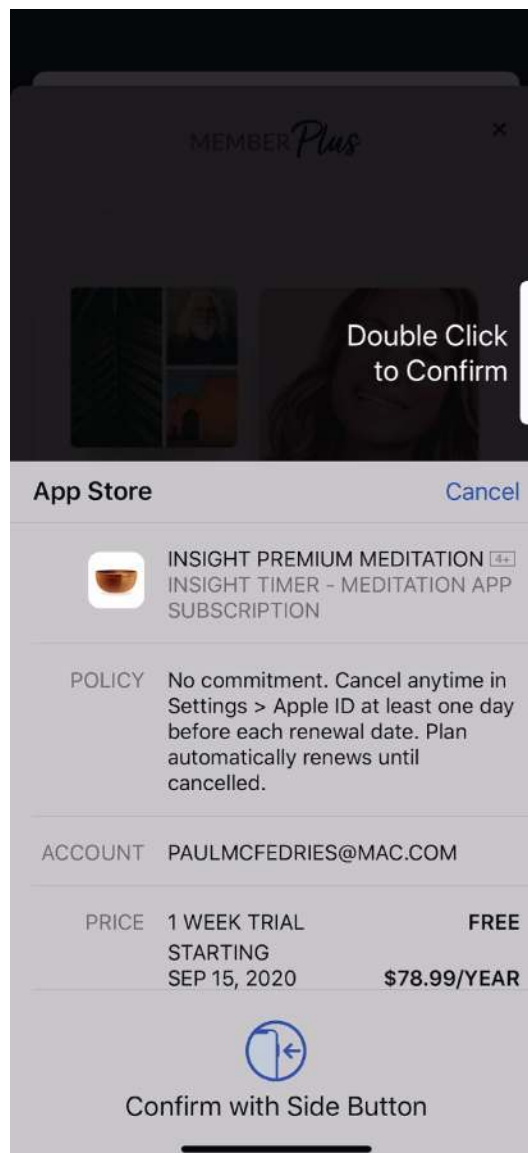 MEMBER Plus
×
Double Click
to Confirm
App Store
Cancel
INSIGHT PREMIUM MEDITATION 4+
INSIGHT TIMER – MEDITATION APP
SUBSCRIPTION
POLICY No commitment. Cancel anytime in
Settings > Apple ID at least one day
before each renewal date. Plan
automatically renews until
cancelled.
ACCOUNT PAULMCFEDRIES@MAC.COM
PRICE 1 WEEK TRIAL FREE
STARTING
SEP 15, 2020 $78.99/YEAR
Confirm with Side Button